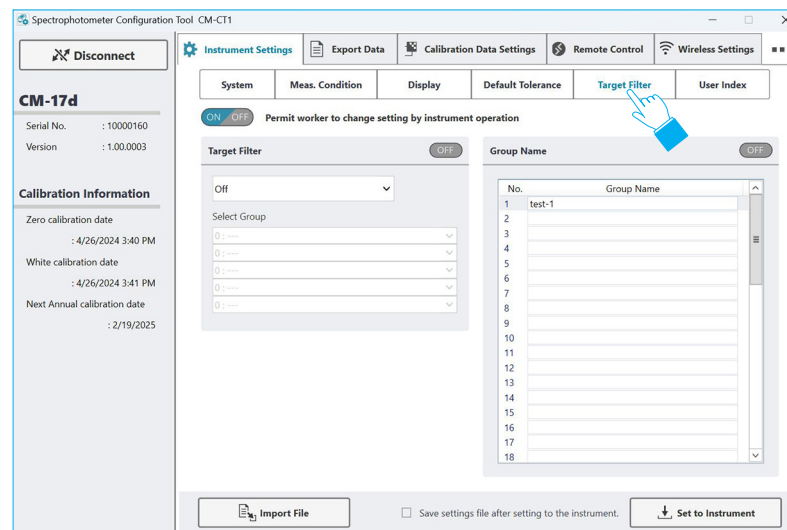 Spectrophotometer Configuration Tool CM-CT1
Disconnect
CM-17d
Serial No. : 10000160
Version : 1.00.0003
Calibration Information
Zero calibration date
: 4/26/2024 3:40 PM
White calibration date
: 4/26/2024 3:41 PM
Next Annual calibration date
: 2/19/2025
Instrument Settings Export Data Calibration Data Settings Remote Control Wireless Settings
System Meas. Condition Display Default Tolerance Target Filter User Index
ON OFF Permit worker to change setting by instrument operation
Target Filter OFF
Off
Select Group
0 : ---
0 : ---
0 : ---
0 : ---
0 : ---
Group Name OFF
No. Group Name
1 test-1
2
3
4
5
6
7
8
9
10
11
12
13
14
15
16
17
18
Import File Save settings file after setting to the instrument. Set to Instrument